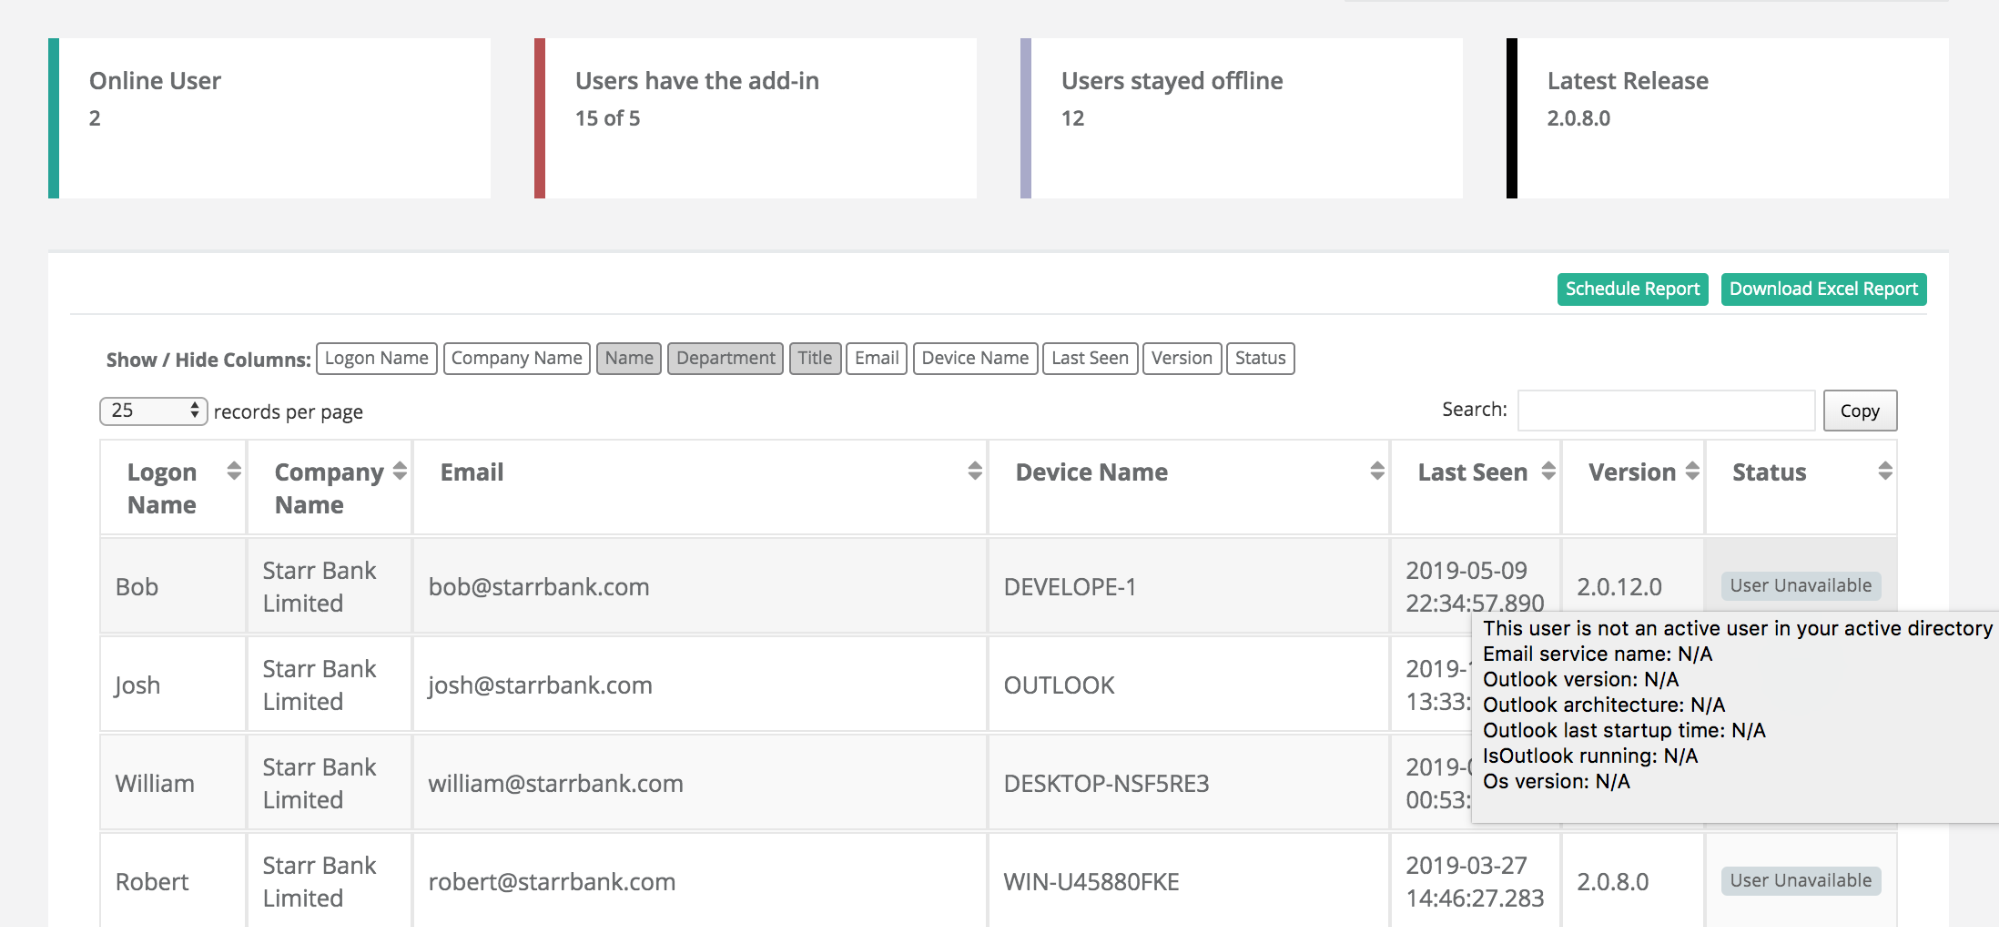 Online User
2
Users have the add-in
15 of 5
Users stayed offline
12
Latest Release
2.0.8.0
Schedule Report
Download Excel Report
Show / Hide Columns: Logon Name Company Name Name Department Title Email Device Name Last Seen Version Status
25 records per page
Search:
Copy
Logon Name
Company Name
Email
Device Name
Last Seen
Version
Status
Bob
Starr Bank
Limited
bob@starrbank.com
DEVELOPE-1
2019-05-09
22:34:57.890
2.0.12.0
User Unavailable
This user is not an active user in your active directory
Email service name: N/A
Outlook version: N/A
Outlook architecture: N/A
Outlook last startup time: N/A
IsOutlook running: N/A
Os version: N/A
Josh
Starr Bank
Limited
josh@starrbank.com
OUTLOOK
2019-
13:33:
William
Starr Bank
Limited
william@starrbank.com
DESKTOP-NSF5RE3
2019-
00:53:
Robert
Starr Bank
Limited
robert@starrbank.com
WIN-U45880FKE
2019-03-27
14:46:27.283
2.0.8.0
User Unavailable